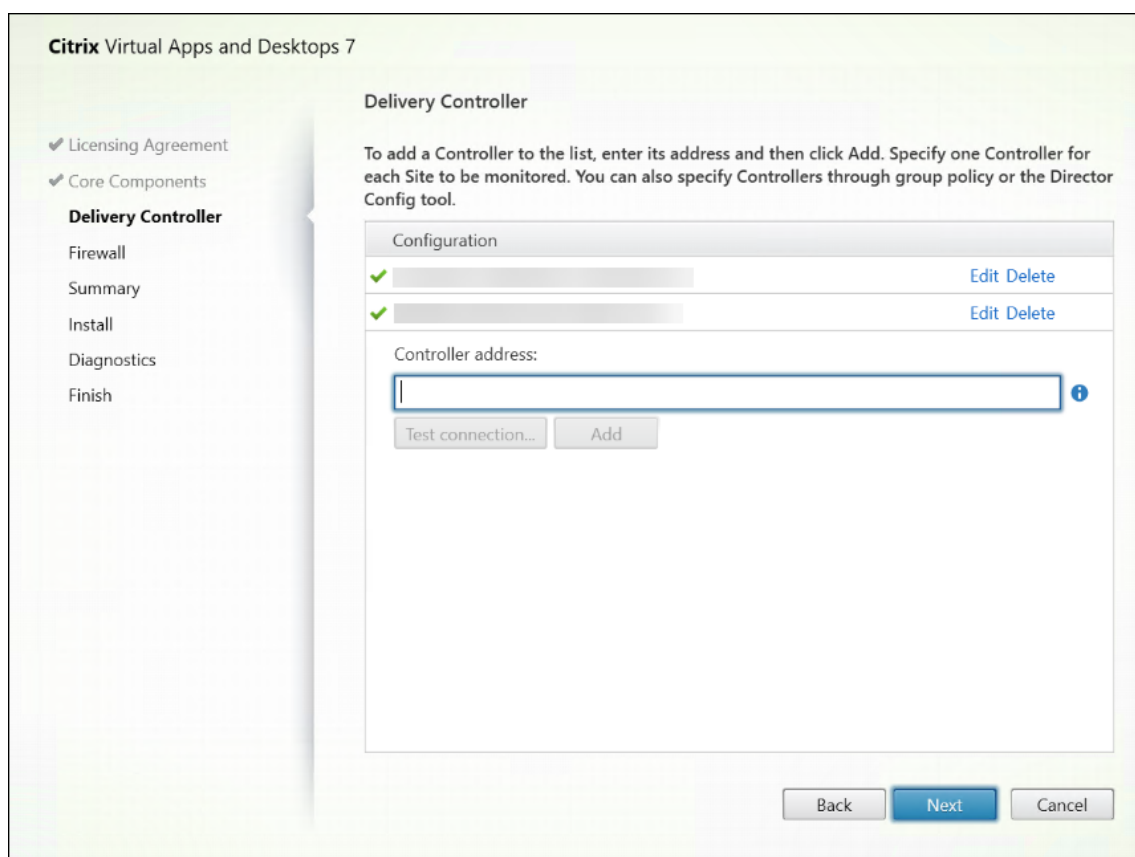 Citrix Virtual Apps and Desktops 7
Licensing Agreement
Core Components
Delivery Controller
Firewall
Summary
Install
Diagnostics
Finish
Delivery Controller
To add a Controller to the list, enter its address and then click Add. Specify one Controller for
each Site to be monitored. You can also specify Controllers through group policy or the Director
Config tool.
Configuration
Edit Delete
Edit Delete
Controller address:
Test connection... Add
Back Next Cancel